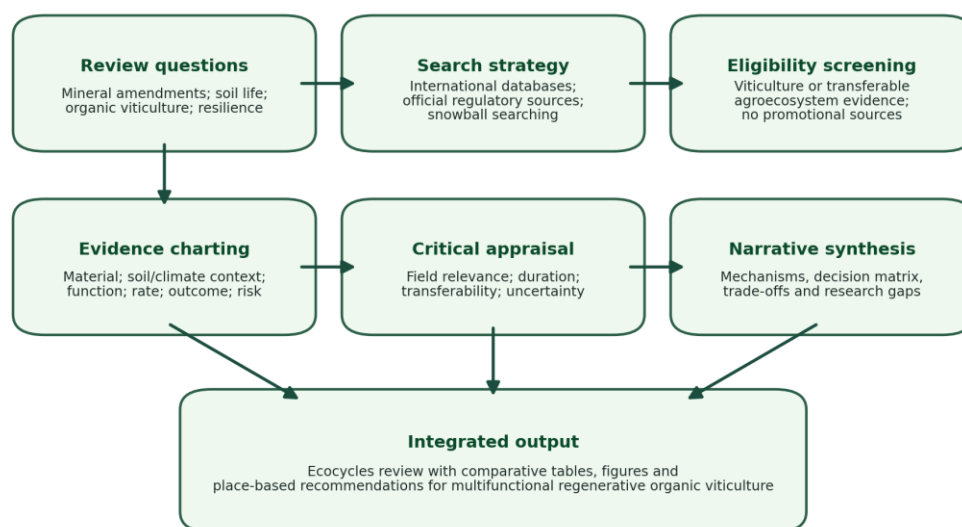 Review questions
Mineral amendments; soil life;
organic viticulture; resilience
Search strategy
International databases;
official regulatory sources;
snowball searching
Eligibility screening
Viticulture or transferable
agroecosystem evidence;
no promotional sources
Evidence charting
Material; soil/climate context;
function; rate; outcome; risk
Critical appraisal
Field relevance; duration;
transferability; uncertainty
Narrative synthesis
Mechanisms, decision matrix,
trade-offs and research gaps
Integrated output
Ecocycles review with comparative tables, figures and
place-based recommendations for multifunctional regenerative organic viticulture